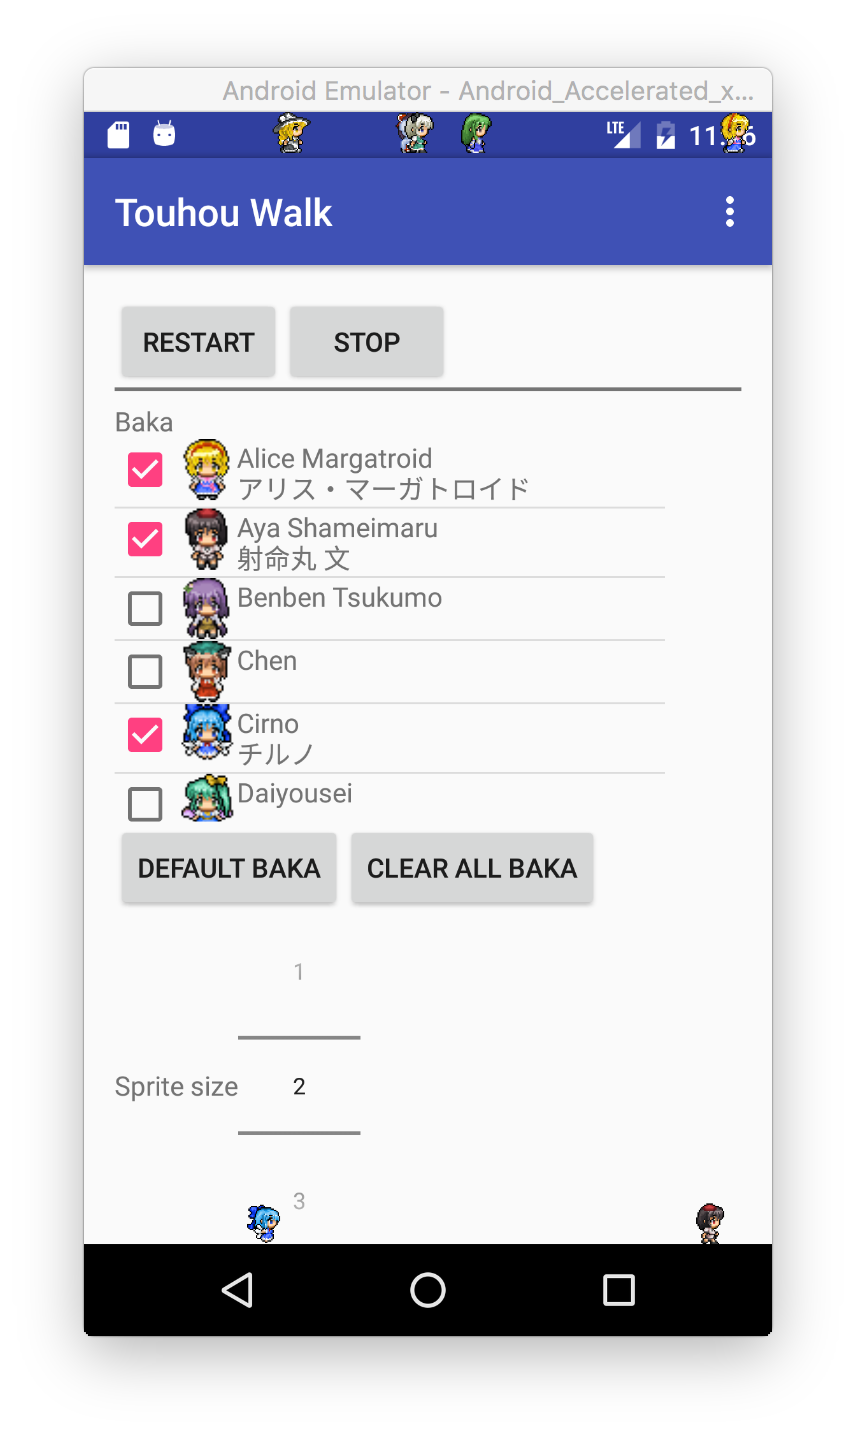 Android Emulator - Android_Accelerated_x...
LTE
Touhou Walk
RESTART
STOP
Baka
Alice Margatroid
アリス・マーガトロイド
Aya Shameimaru
射命丸 文
Benben Tsukumo
Chen
Cirno
チルノ
Daiyousei
DEFAULT BAKA
CLEAR ALL BAKA
1
Sprite size
2
3